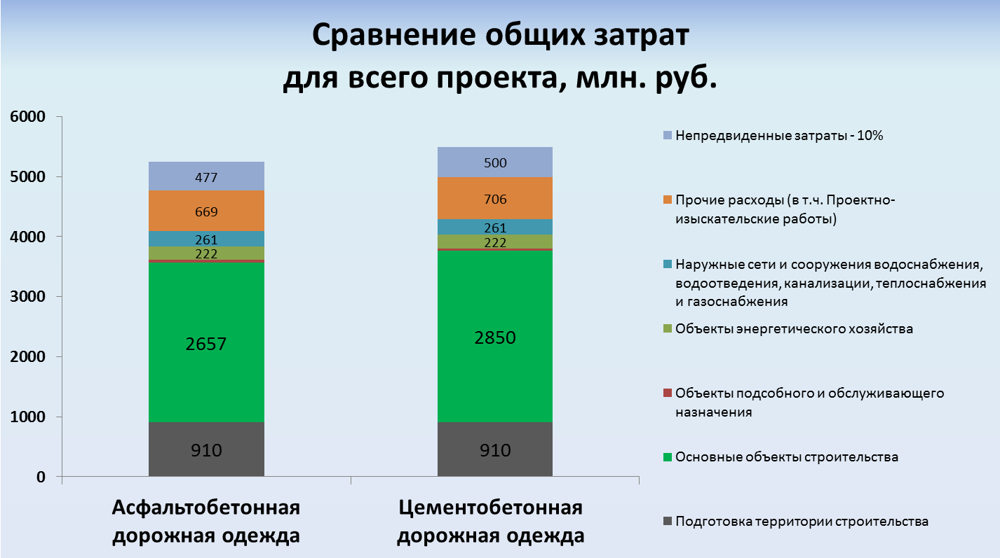 Сравнение общих затрат
для всего проекта, млн. руб.
6000
5000
4000
3000
2000
1000
0
477
669
261
222
2657
910
500
706
261
222
2850
910
Асфальтобетонная
дорожная одежда
Цементобетонная
дорожная одежда
Непредвиденные затраты - 10%
Прочие расходы (в т.ч. Проектно-
изыскательские работы)
Наружные сети и сооружения водоснабжения,
водоотведения, канализации, теплоснабжения
и газоснабжения
Объекты энергетического хозяйства
Объекты подсобного и обслуживающего
назначения
Основные объекты строительства
Подготовка территории строительства